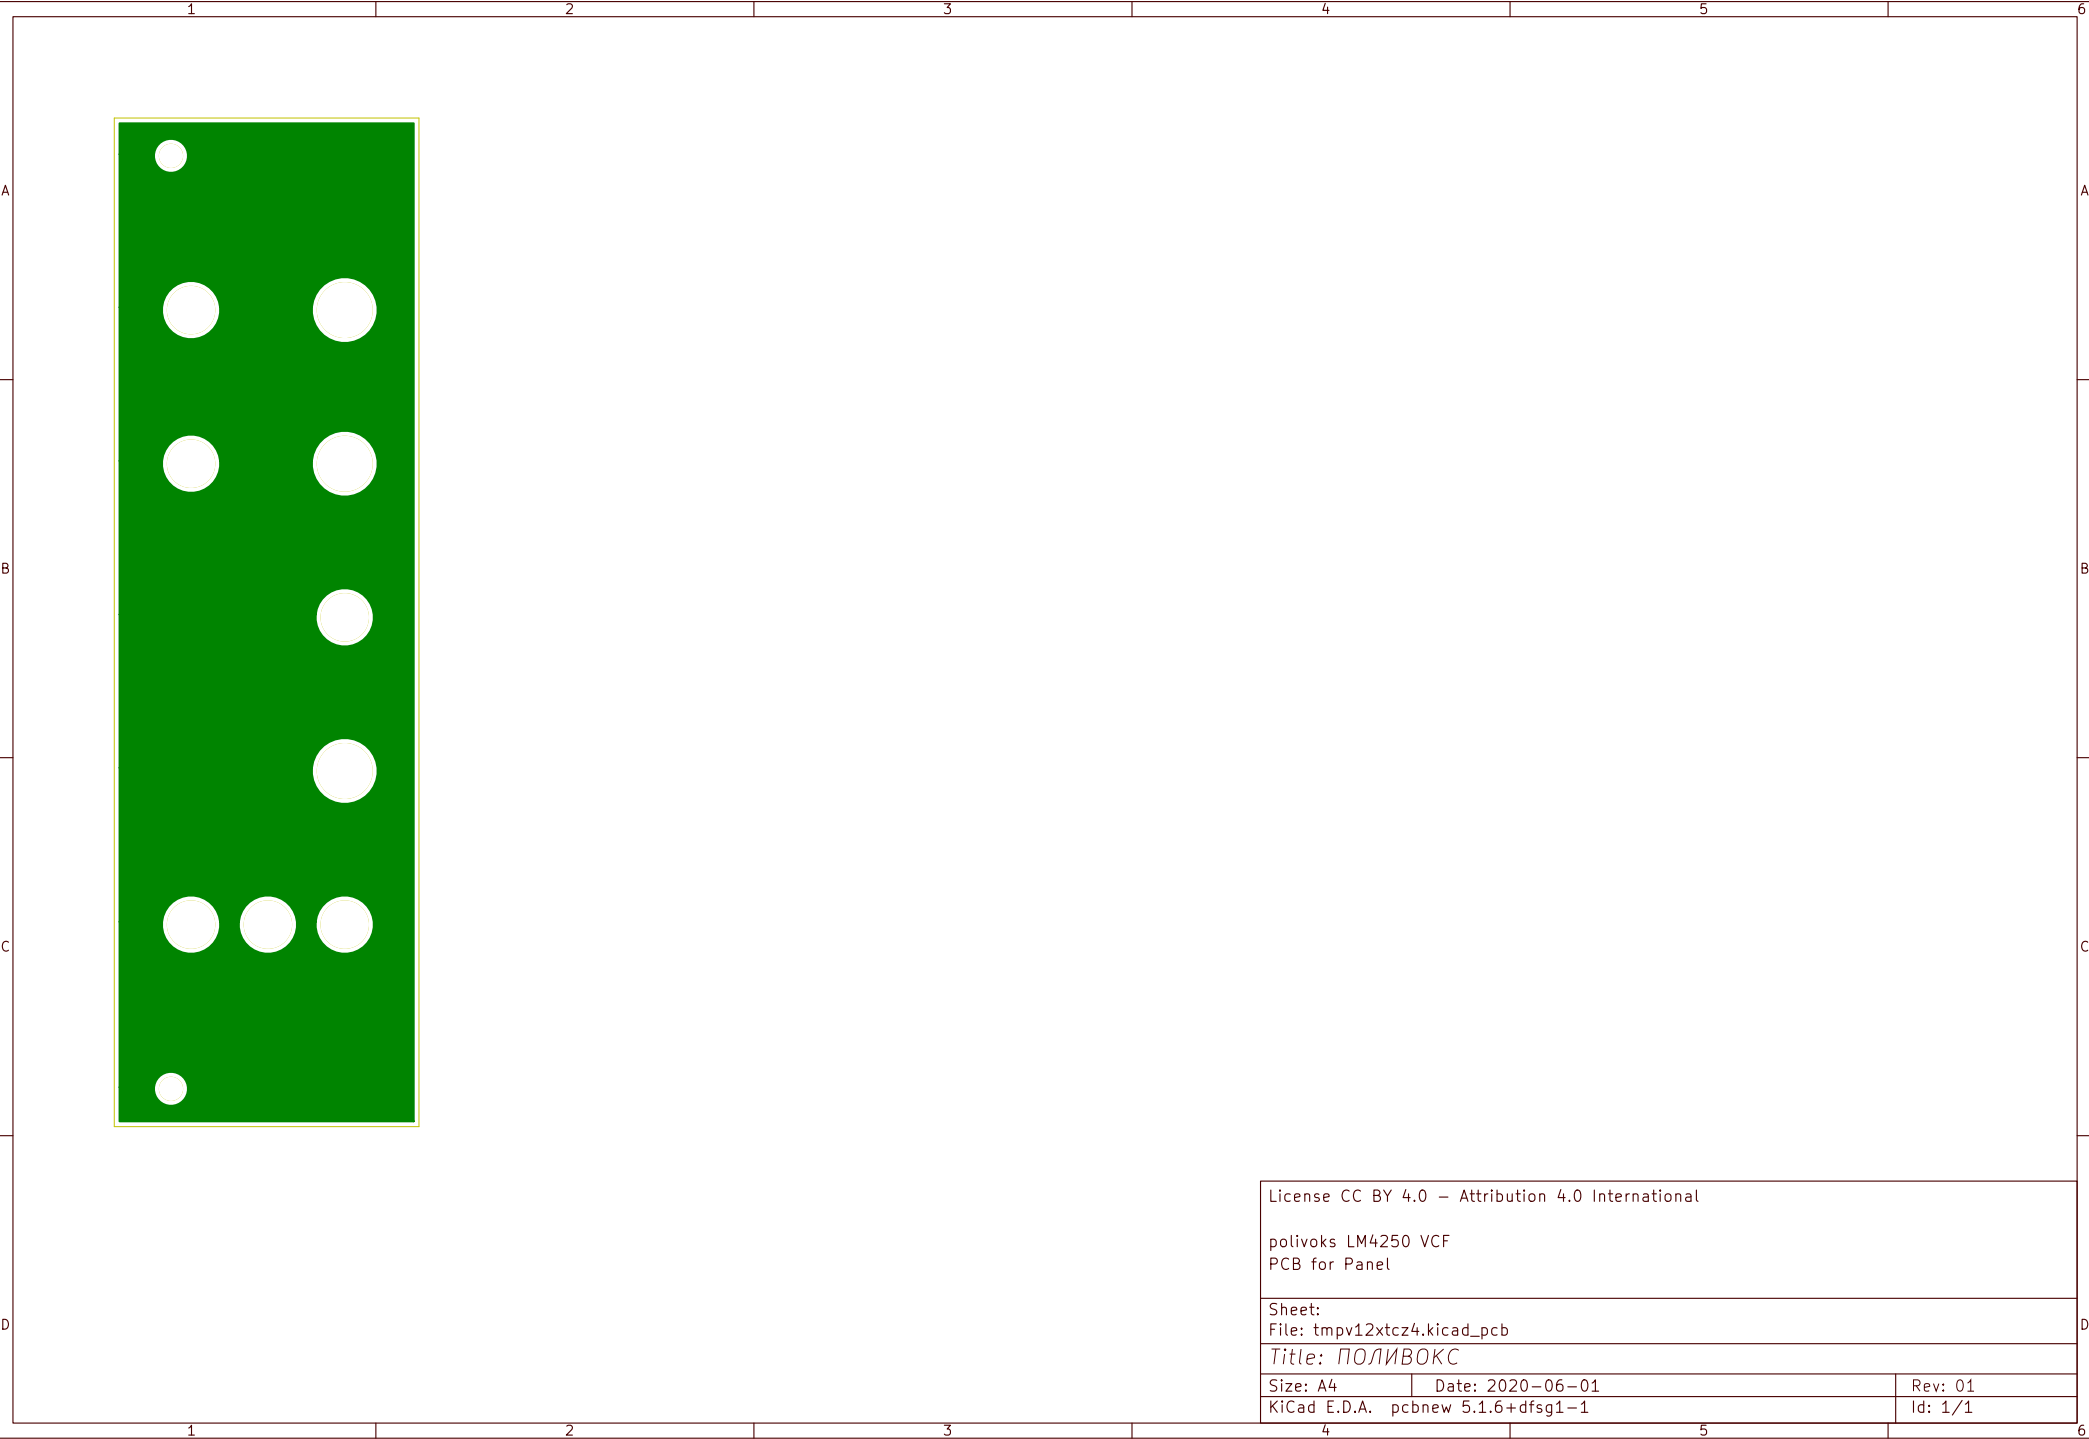 1 2 3 4 5 6
A A
B B
C C
D D
License CC BY 4.0 – Attribution 4.0 International
polivoks LM4250 VCF
PCB for Panel
Sheet:
File: tmpv12xtcz4.kicad_pcb
Title: ПОЛИВОКС
Size: A4 Date: 2020-06-01 Rev: 01
KiCad E.D.A. pcbnew 5.1.6+dfsg1-1 Id: 1/1
1 2 3 4 5 6